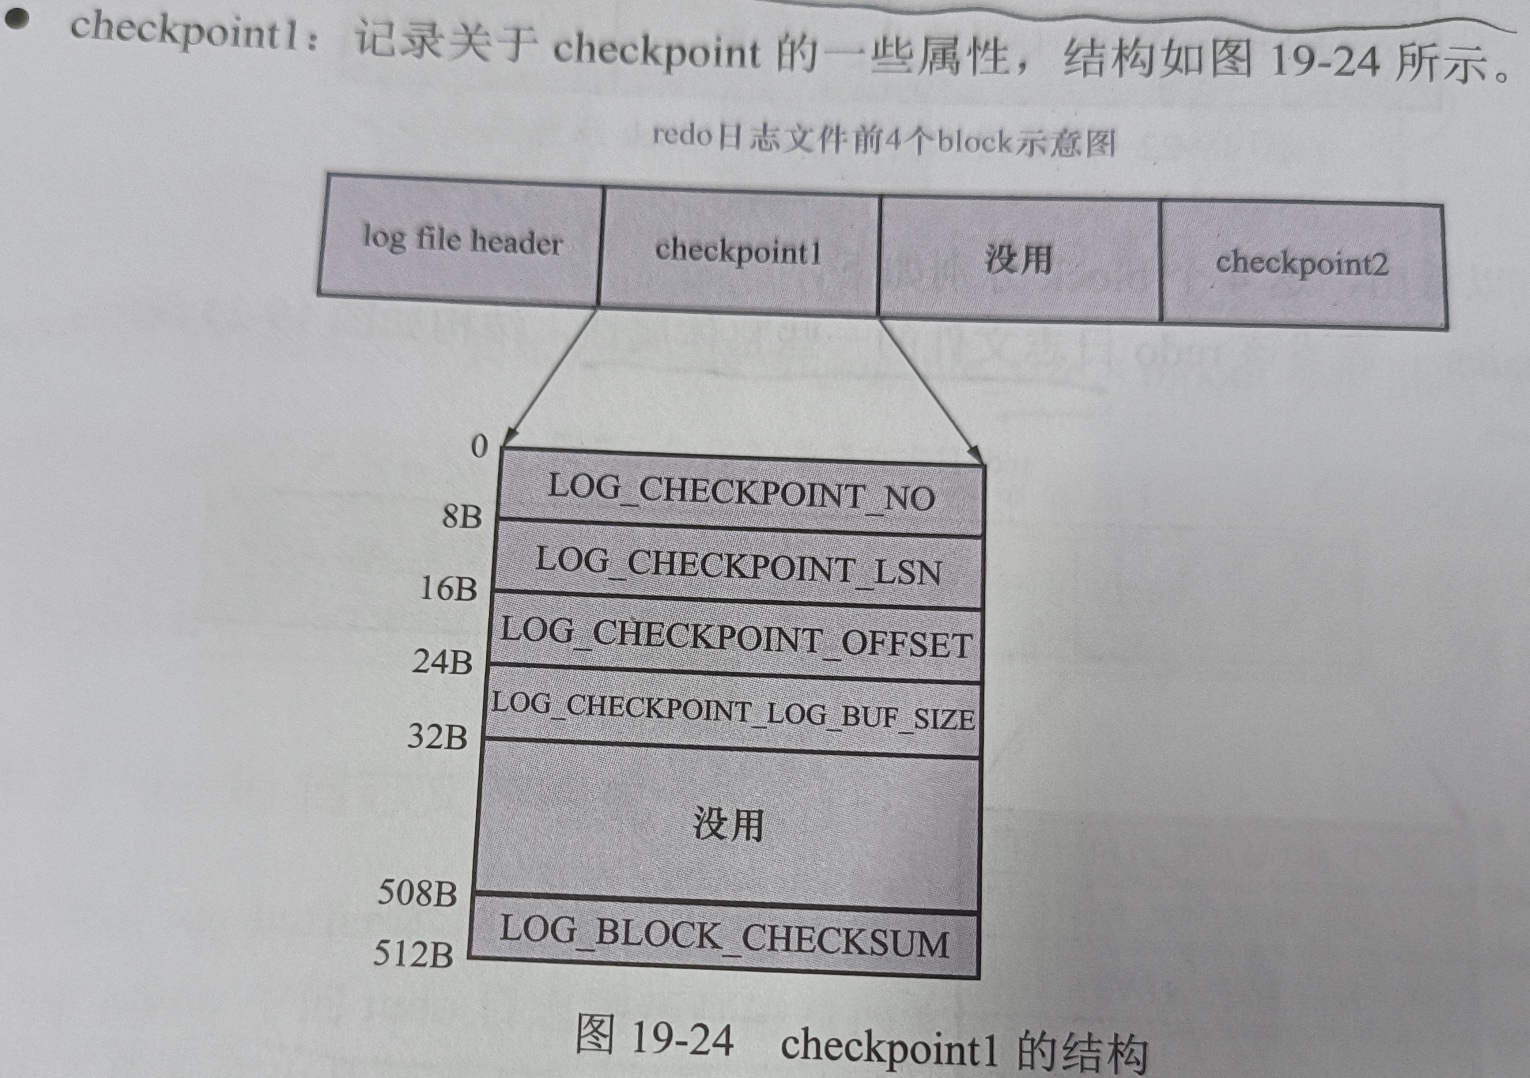 ● checkpoint1：记录关于 checkpoint 的一些属性，结构如图 19-24 所示。
redo日志文件前4个block示意图
log file header
checkpoint1
没用
checkpoint2
0
LOG_CHECKPOINT_NO
8B
LOG_CHECKPOINT_LSN
16B
LOG_CHECKPOINT_OFFSET
24B
LOG_CHECKPOINT_LOG_BUF_SIZE
32B
没用
508B
LOG_BLOCK_CHECKSUM
512B
图 19-24 checkpoint1 的结构